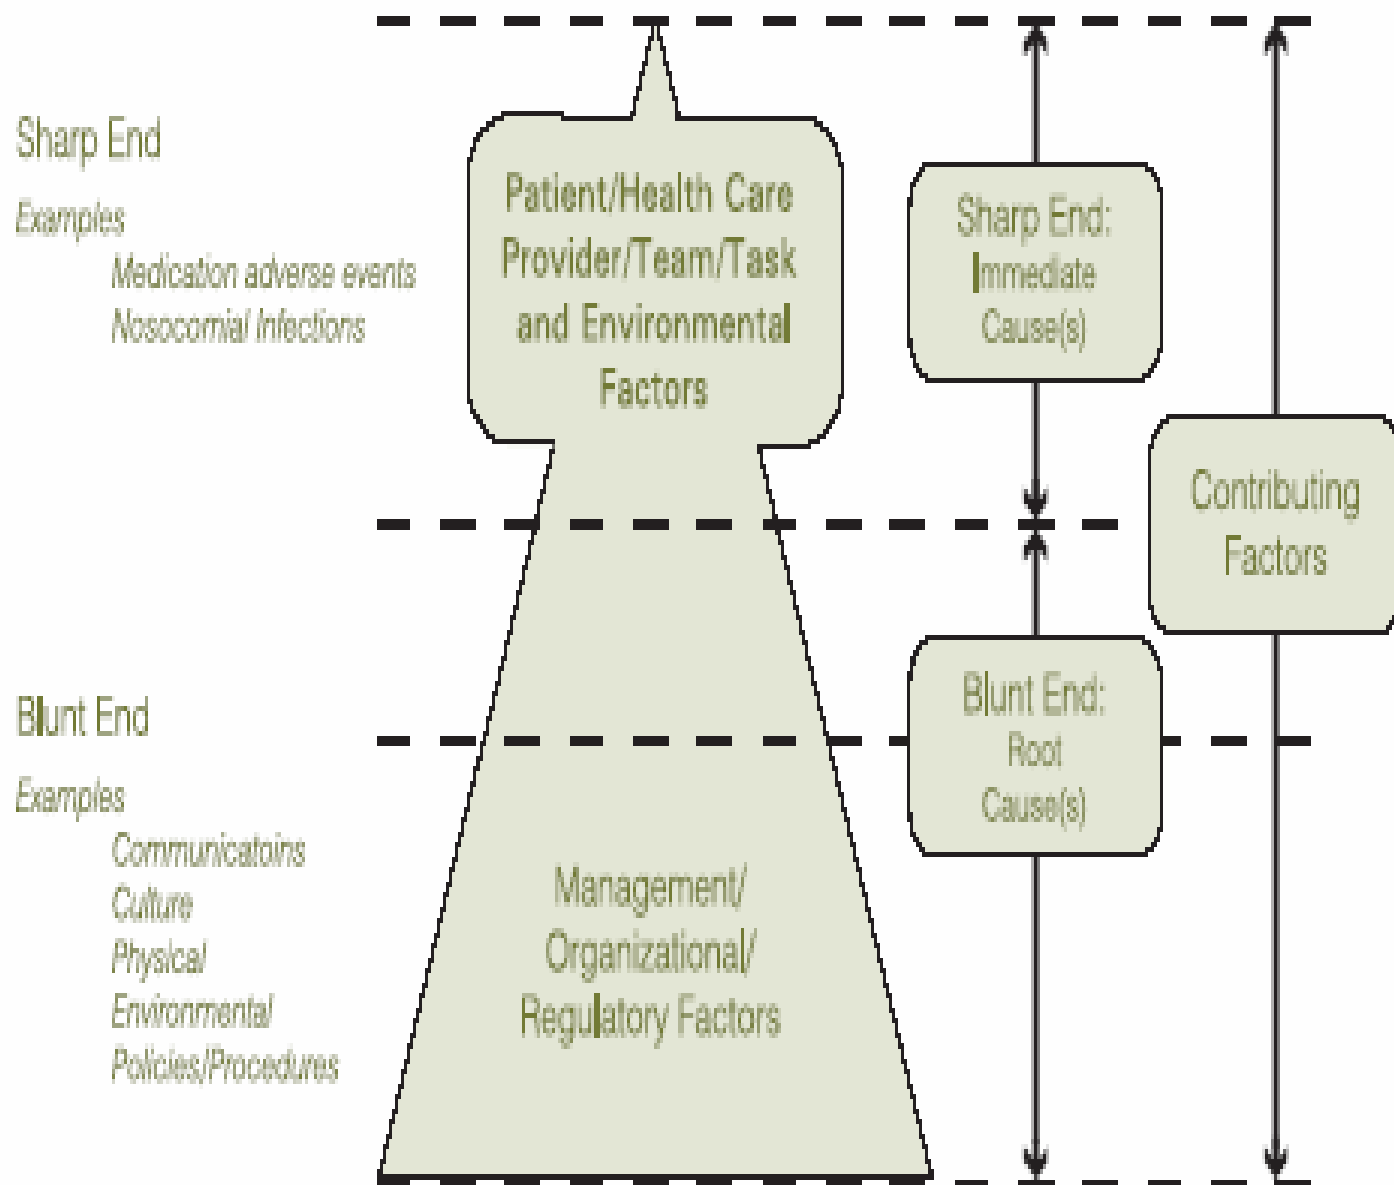 Sharp End
Examples
Medication adverse events
Nosocomial Infections
Patient/Health Care
Provider/Team/Task
and Environmental
Factors
Sharp End:
Immediate
Cause(s)
Contributing
Factors
Blunt End
Examples
Communicatoins
Culture
Physical
Environmental
Policies/Procedures
Blunt End:
Root
Cause(s)
Management/
Organizational/
Regulatory Factors